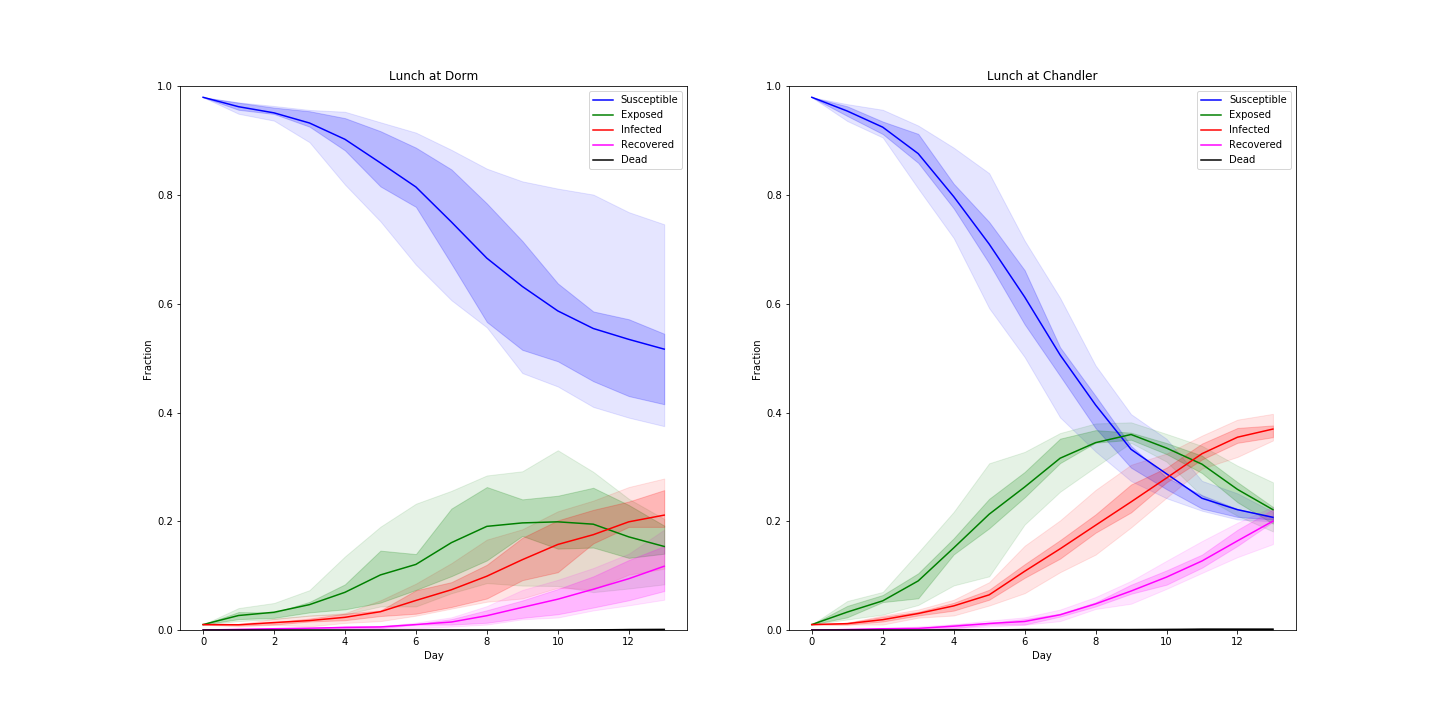 Lunch at Dorm
1.0
0.8
0.6
0.4
0.2
0.0
Fraction
0 2 4 6 8 10 12
Day
Susceptible
Exposed
Infected
Recovered
Dead
Lunch at Chandler
1.0
0.8
0.6
0.4
0.2
0.0
Fraction
0 2 4 6 8 10 12
Day
Susceptible
Exposed
Infected
Recovered
Dead